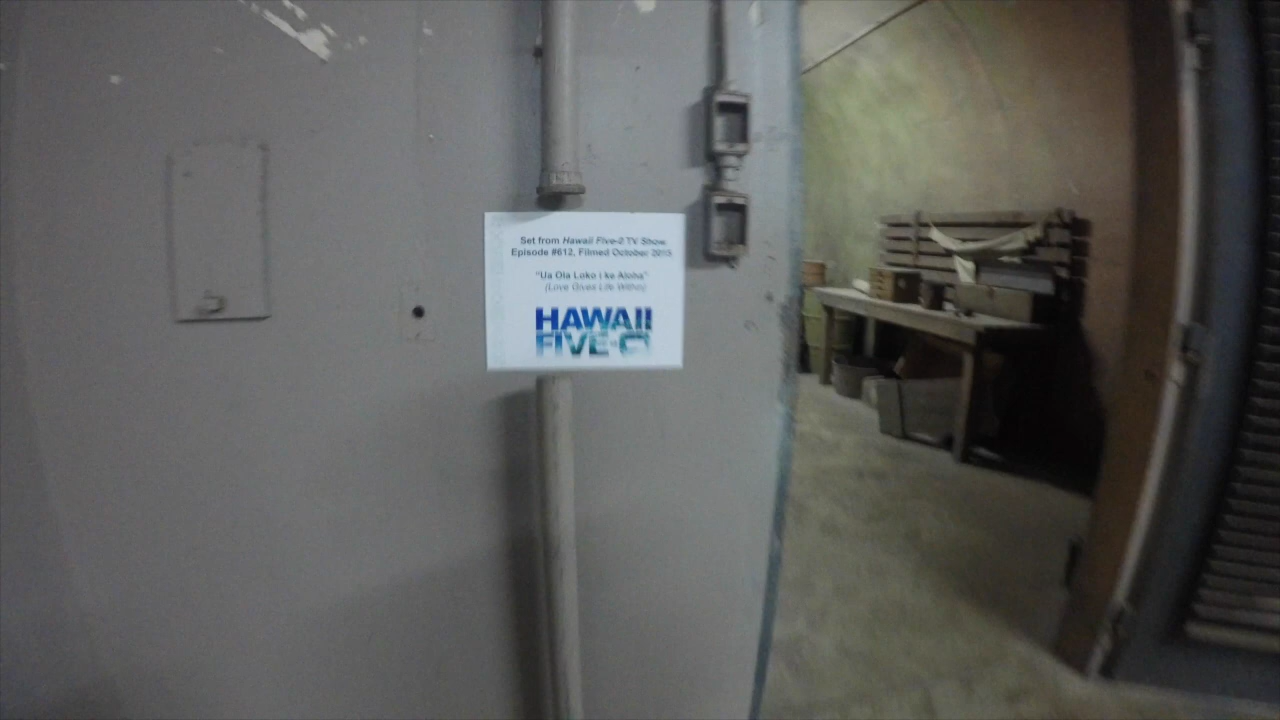 Set from Hawaii Five-0 TV Show
Episode #612, Filmed October 2015
"Ua Ola Loko i ke Aloha"
(Love Gives Life Within)
HAWAII
FIVE-0